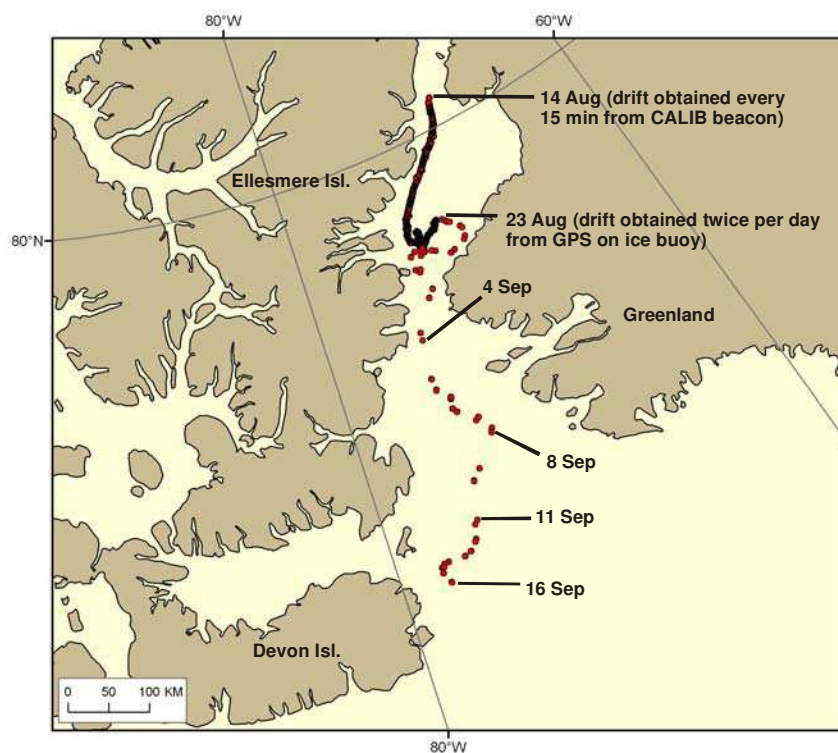 80°W
60°W
14 Aug (drift obtained every
15 min from CALIB beacon)
Ellesmere Isl.
23 Aug (drift obtained twice per day
from GPS on ice buoy)
80°N
4 Sep
Greenland
8 Sep
11 Sep
16 Sep
Devon Isl.
0 50 100 KM
80°W